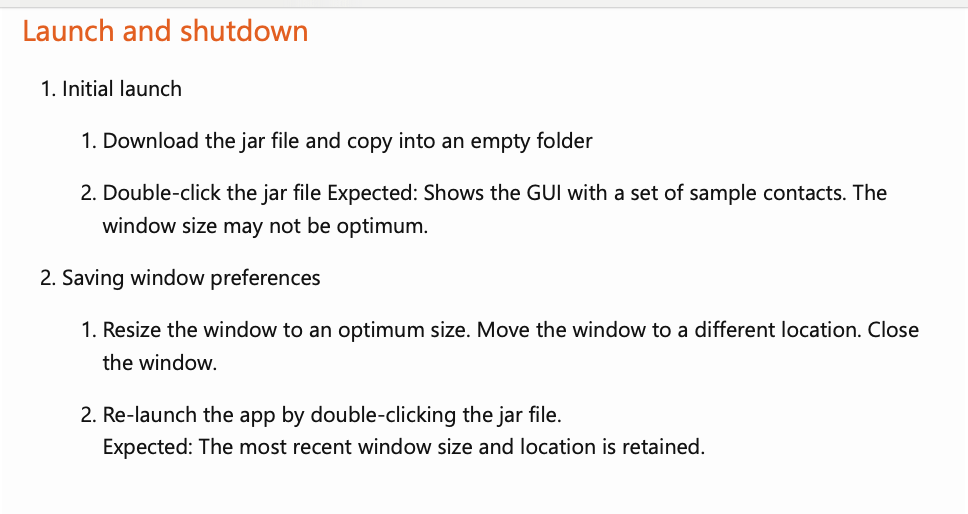 Launch and shutdown
1. Initial launch
1. Download the jar file and copy into an empty folder
2. Double-click the jar file Expected: Shows the GUI with a set of sample contacts. The
window size may not be optimum.
2. Saving window preferences
1. Resize the window to an optimum size. Move the window to a different location. Close
the window.
2. Re-launch the app by double-clicking the jar file.
Expected: The most recent window size and location is retained.